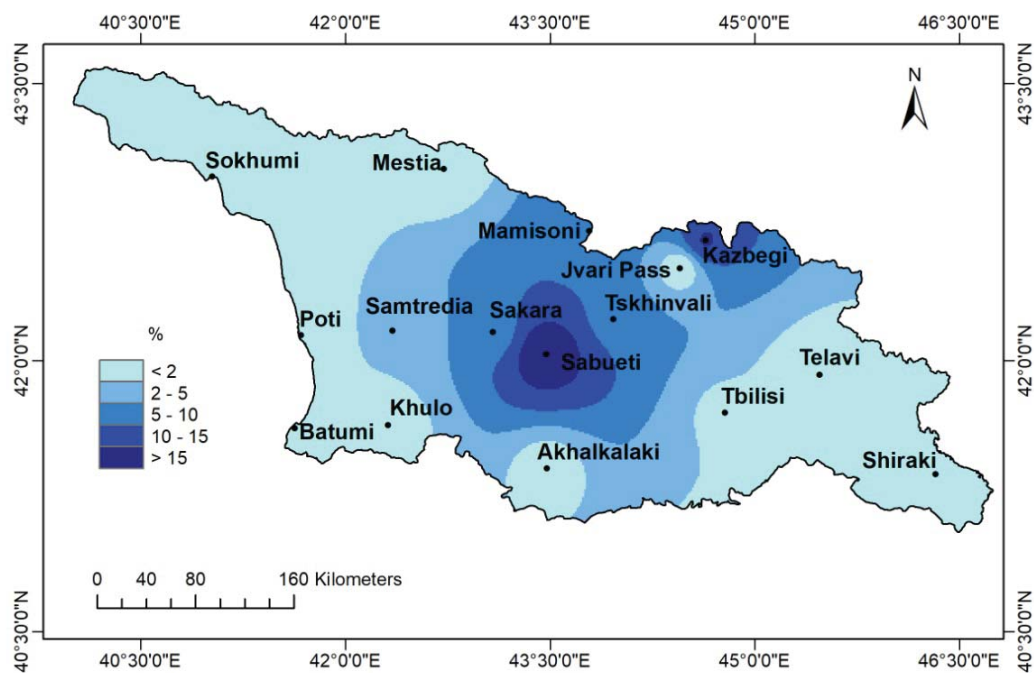 40°30'0"E 42°0'0"E 43°30'0"E 45°0'0"E 46°30'0"E
43°30'0"N
43°30'0"N
N
Sokhumi
Mestia
Mamisoni
Kazbegi
Jvari Pass
Samtredia
Sakara
Tskhinvali
Poti
%
42°0'0"N
42°0'0"N
Sabueti
Telavi
< 2
2 - 5
5 - 10
10 - 15
> 15
Khulo
Tbilisi
Batumi
Akhalkalaki
Shiraki
0 40 80 160 Kilometers
40°30'0"N
40°30'0"N
40°30'0"E 42°0'0"E 43°30'0"E 45°0'0"E 46°30'0"E